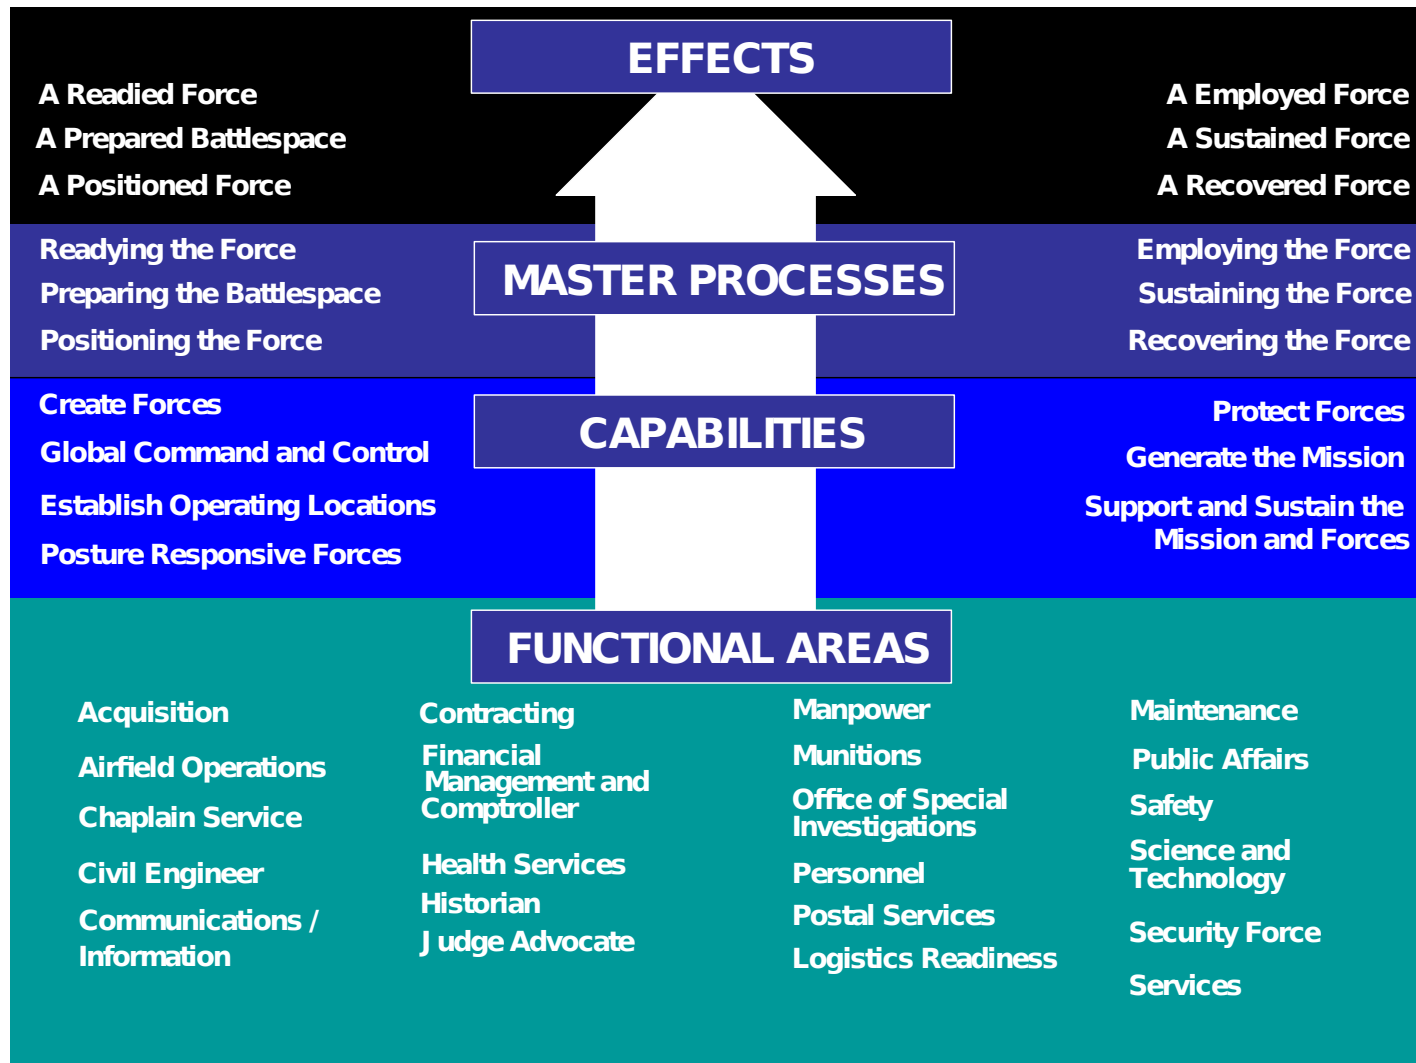 EFFECTS
A Readied Force
A Prepared Battlespace
A Positioned Force
A Employed Force
A Sustained Force
A Recovered Force
MASTER PROCESSES
Readying the Force
Preparing the Battlespace
Positioning the Force
Employing the Force
Sustaining the Force
Recovering the Force
CAPABILITIES
Create Forces
Global Command and Control
Establish Operating Locations
Posture Responsive Forces
Protect Forces
Generate the Mission
Support and Sustain the
Mission and Forces
FUNCTIONAL AREAS
Acquisition
Airfield Operations
Chaplain Service
Civil Engineer
Communications /
Information
Contracting
Financial
Management and
Comptroller
Health Services
Historian
Judge Advocate
Manpower
Munitions
Office of Special
Investigations
Personnel
Postal Services
Logistics Readiness
Maintenance
Public Affairs
Safety
Science and
Technology
Security Force
Services